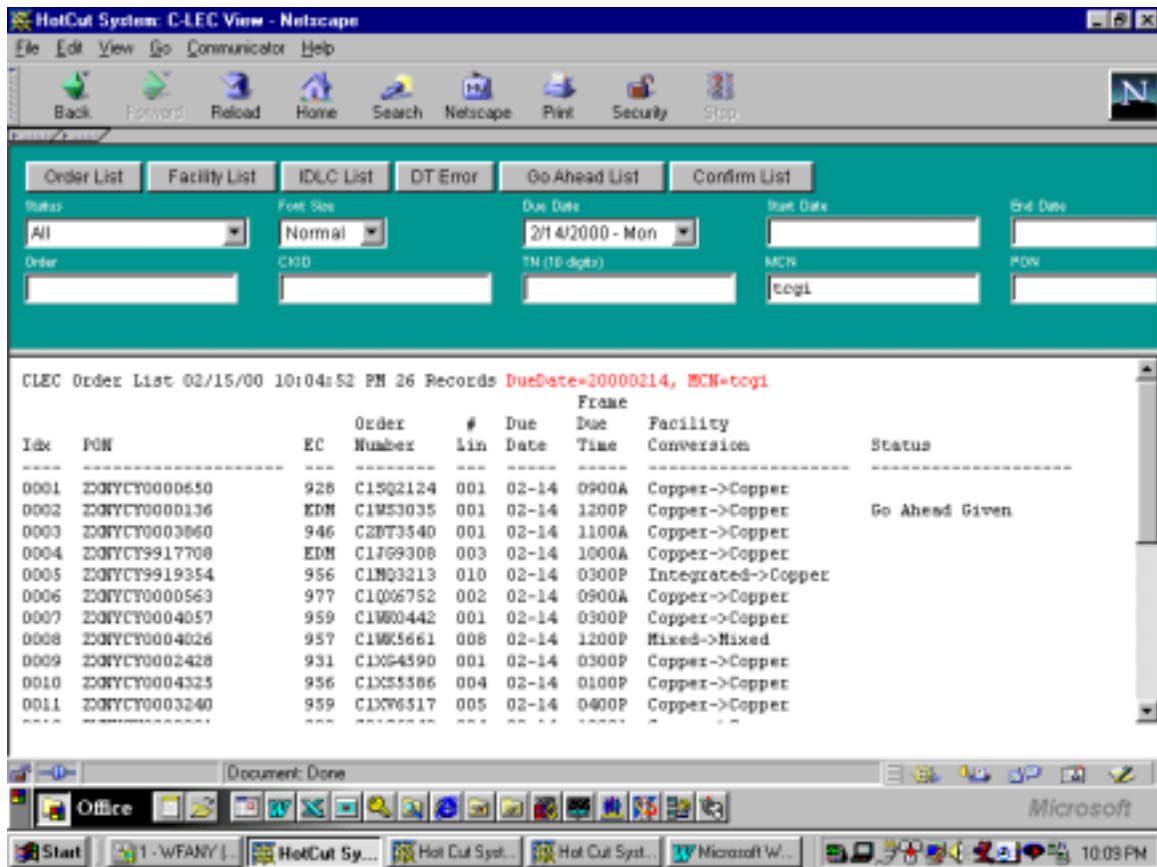 HotCut System: C-LEC View - Netscape
File Edit View Go Communicator Help
Back Forward Reload Home Search Netscape Print Security Stop
N
Order List Facility List IDLC List DT Error Go Ahead List Confirm List
Status Font Size Due Date Start Date End Date
All Normal 2/14/2000 - Mon
Order CKID TN (10 digits) MCN PON
tcgi
CLEC Order List 02/15/00 10:04:52 PM 26 Records DueDate=20000214, MCN=tcgi
Frame
Order # Due Due Facility
Idx PON EC Number Lin Date Time Conversion Status
0001 ZXNYCY0000650 928 C1SQ2124 001 02-14 0900A Copper->Copper
0002 ZXNYCY0000136 EDN C1WS3035 001 02-14 1200P Copper->Copper Go Ahead Given
0003 ZXNYCY0003860 946 C2BT3540 001 02-14 1100A Copper->Copper
0004 ZXNYCY9917708 EDN C1JG9308 003 02-14 1000A Copper->Copper
0005 ZXNYCY9919354 956 C1MQ3213 010 02-14 0300P Integrated->Copper
0006 ZXNYCY0000563 977 C1QX6752 002 02-14 0900A Copper->Copper
0007 ZXNYCY0004057 959 001 02-14 0300P Copper->Copper
0008 ZXNYCY0004026 957 C1WK5661 008 02-14 1200P Mixed->Mixed
0009 ZXNYCY0002428 931 C1XG4590 001 02-14 0300P Copper->Copper
0010 ZXNYCY0004325 956 C1XS5586 004 02-14 0100P Copper->Copper
0011 ZXNYCY0003240 959 C1XV6517 005 02-14 0400P Copper->Copper
Document: Done
Office Microsoft
Start 1 - WFANY (... HotCut Sy... Hot Cut Syst... Hot Cut Syst... Microsoft W... 10:03 PM